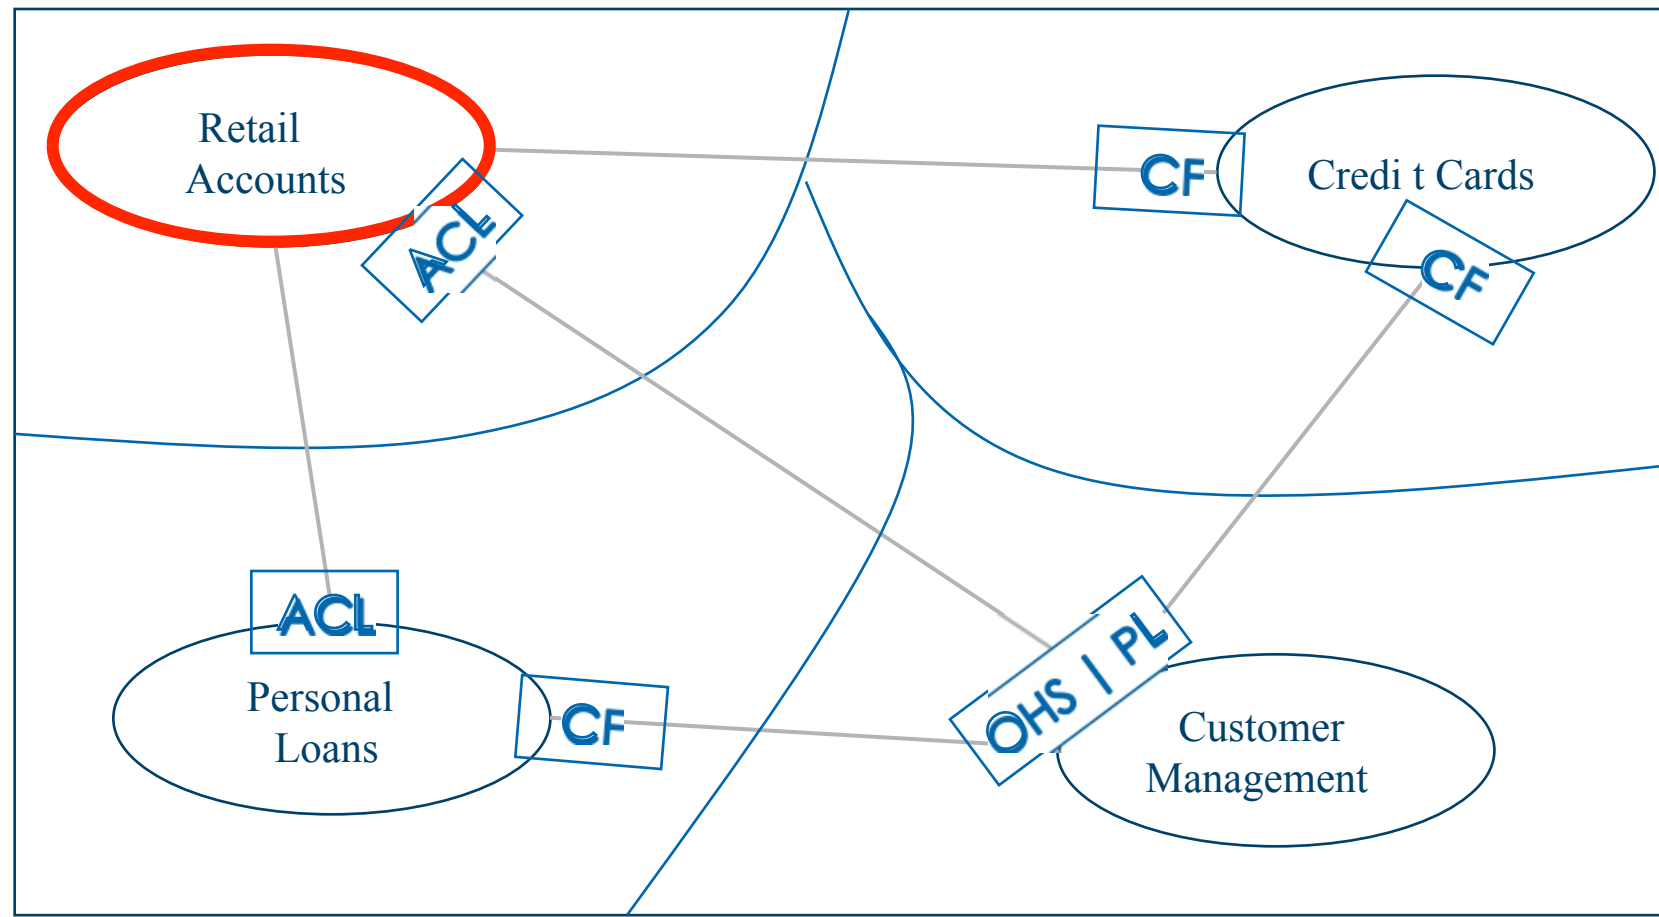 Retail
Accounts
ACL
CF
Credi t Cards
CF
ACL
Personal
Loans
CF
OHS | PL
Customer
Management